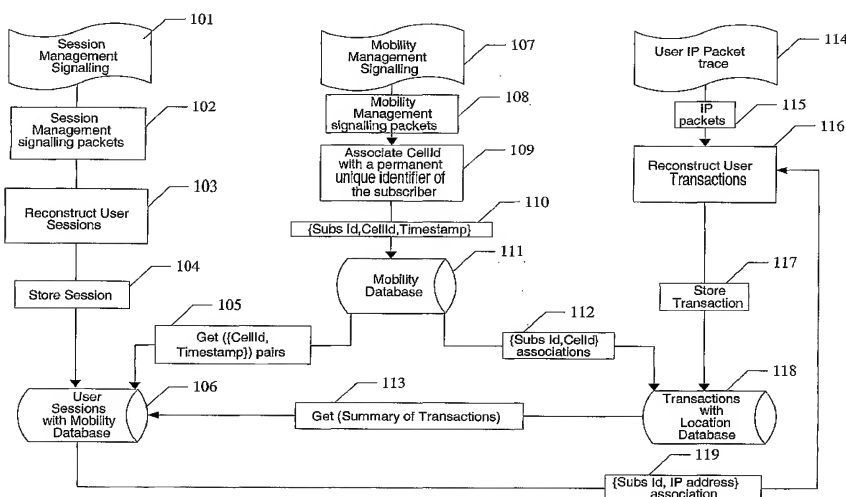 Session
Management
Signalling
101
Session
Management
signalling packets
102
Reconstruct User
Sessions
103
Store Session
104
Mobility
Management
Signalling
107
Mobility
Management
signalling packets
108
Associate CellId
with a permanent
unique identifier of
the subscriber
109
{Subs Id,CellId,Timestamp}
110
Mobility
Database
111
Get ({CellId,
Timestamp}) pairs
105
{Subs Id,CelId}
associations
112
User IP Packet
trace
114
IP
packets
115
Reconstruct User
Transactions
116
Store
Transaction
117
User
Sessions
with Mobility
Database
106
Get (Summary of Transactions)
113
Transactions
with
Location
Database
118
{Subs Id, IP address}
association
119